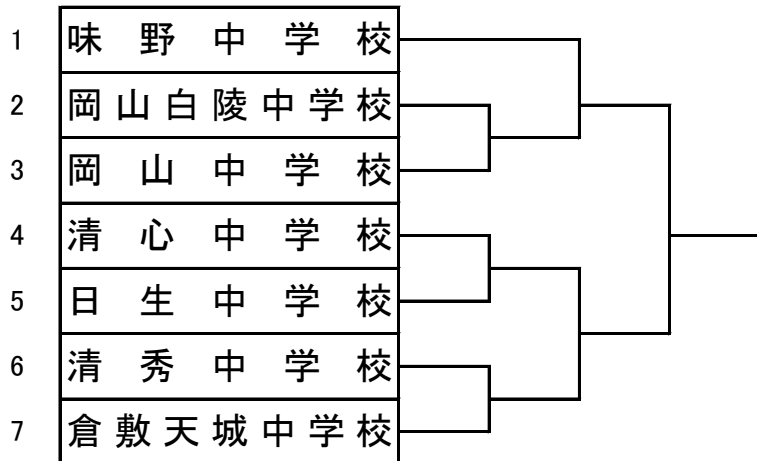 1 味野中学校
2 岡山白陵中学校
3 岡山中学校
4 清心中学校
5 日生中学校
6 清秀中学校
7 倉敷天城中学校